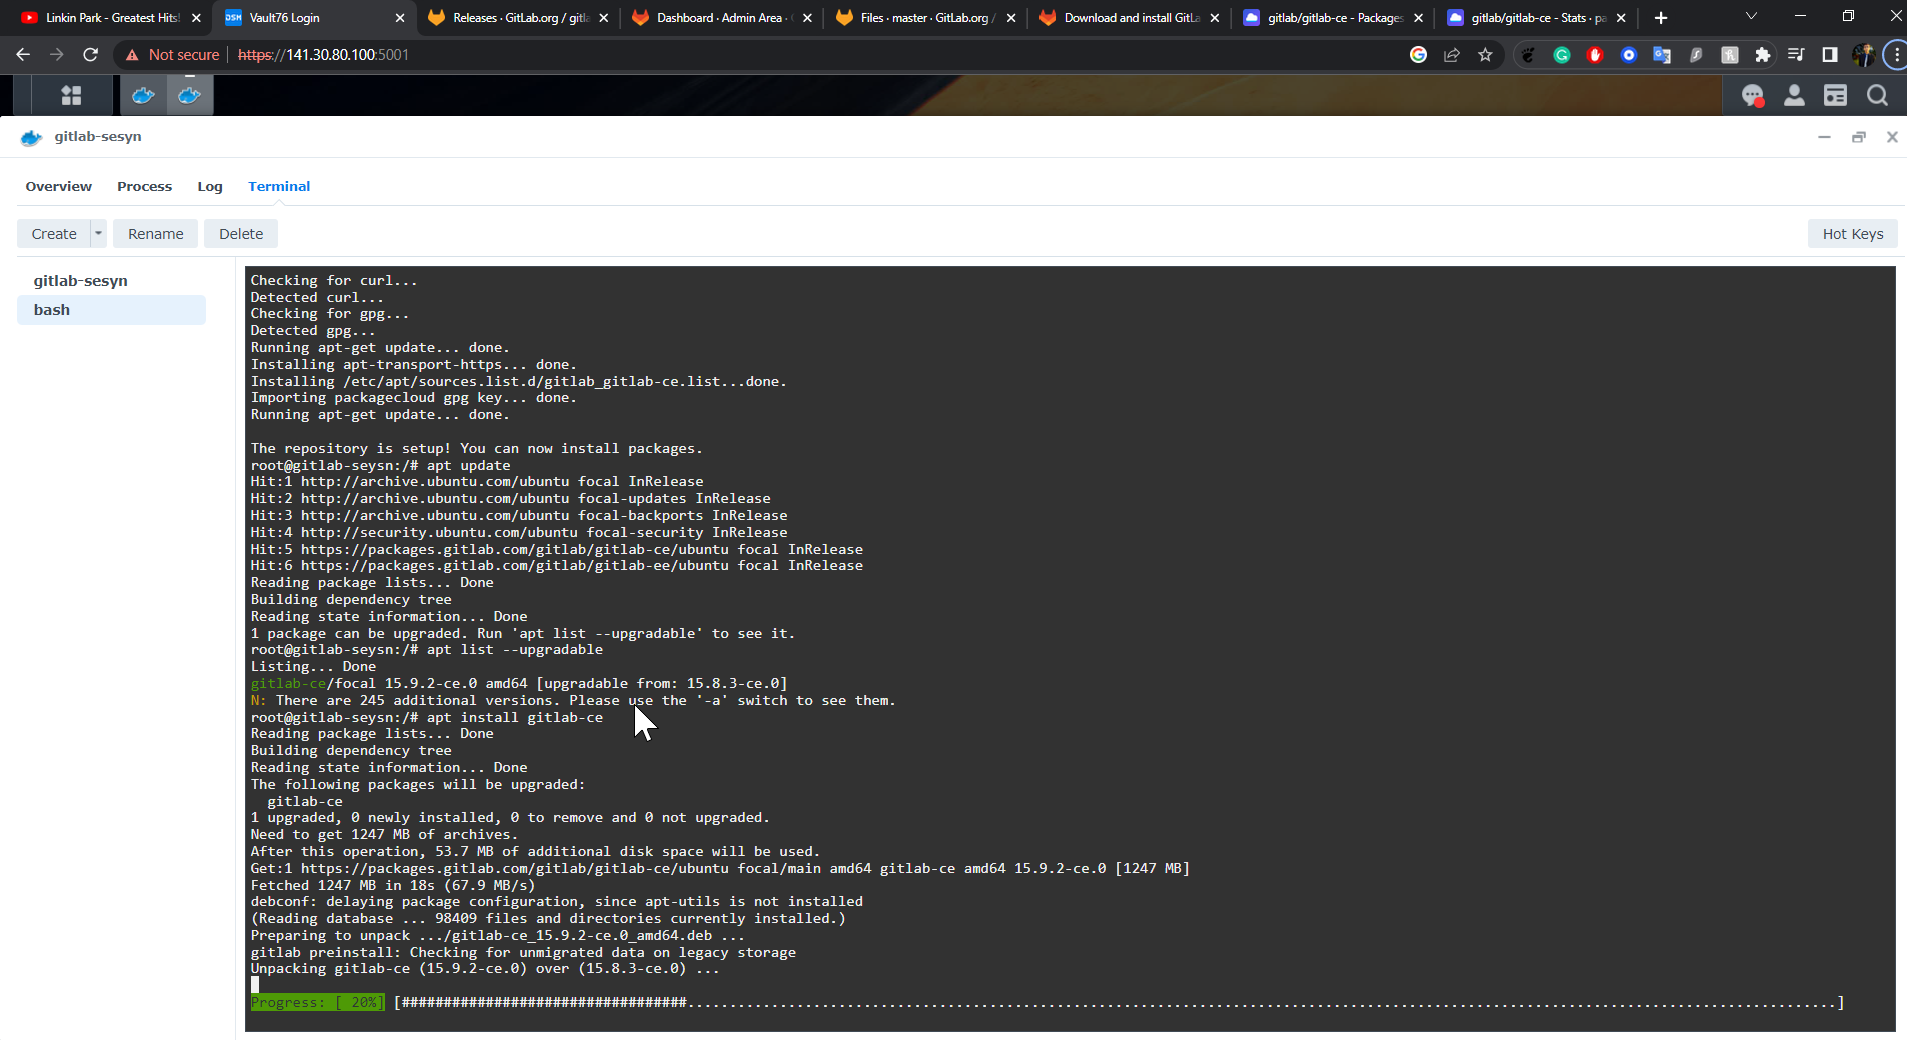 Linkin Park - Greatest Hits
Vault76 Login
Releases · GitLab.org / gitla
Dashboard · Admin Area ·
Files · master · GitLab.org /
Download and install GitLa
gitlab/gitlab-ce - Packages
gitlab/gitlab-ce - Stats · pa
Not secure
https://141.30.80.100:5001
gitlab-sesyn
Overview
Process
Log
Terminal
Create
Rename
Delete
Hot Keys
gitlab-sesyn
bash
Checking for curl...
Detected curl...
Checking for gpg...
Detected gpg...
Running apt-get update... done.
Installing apt-transport-https... done.
Installing /etc/apt/sources.list.d/gitlab_gitlab-ce.list...done.
Importing packagecloud gpg key... done.
Running apt-get update... done.
The repository is setup! You can now install packages.
root@gitlab-seysn:/# apt update
Hit:1 http://archive.ubuntu.com/ubuntu focal InRelease
Hit:2 http://archive.ubuntu.com/ubuntu focal-updates InRelease
Hit:3 http://archive.ubuntu.com/ubuntu focal-backports InRelease
Hit:4 http://security.ubuntu.com/ubuntu focal-security InRelease
Hit:5 https://packages.gitlab.com/gitlab/gitlab-ce/ubuntu focal InRelease
Hit:6 https://packages.gitlab.com/gitlab/gitlab-ee/ubuntu focal InRelease
Reading package lists... Done
Building dependency tree
Reading state information... Done
1 package can be upgraded. Run 'apt list --upgradable' to see it.
root@gitlab-seysn:/# apt list --upgradable
Listing... Done
gitlab-ce/focal 15.9.2-ce.0 amd64 [upgradable from: 15.8.3-ce.0]
N: There are 245 additional versions. Please use the '-a' switch to see them.
root@gitlab-seysn:/# apt install gitlab-ce
Reading package lists... Done
Building dependency tree
Reading state information... Done
The following packages will be upgraded:
gitlab-ce
1 upgraded, 0 newly installed, 0 to remove and 0 not upgraded.
Need to get 1247 MB of archives.
After this operation, 53.7 MB of additional disk space will be used.
Get:1 https://packages.gitlab.com/gitlab/gitlab-ce/ubuntu focal/main amd64 gitlab-ce amd64 15.9.2-ce.0 [1247 MB]
Fetched 1247 MB in 18s (67.9 MB/s)
debconf: delaying package configuration, since apt-utils is not installed
(Reading database ... 98409 files and directories currently installed.)
Preparing to unpack .../gitlab-ce_15.9.2-ce.0_amd64.deb ...
gitlab preinstall: Checking for unmigrated data on legacy storage
Unpacking gitlab-ce (15.9.2-ce.0) over (15.8.3-ce.0) ...
Progress: [ 20%] [##################################........................................................................................................................................]